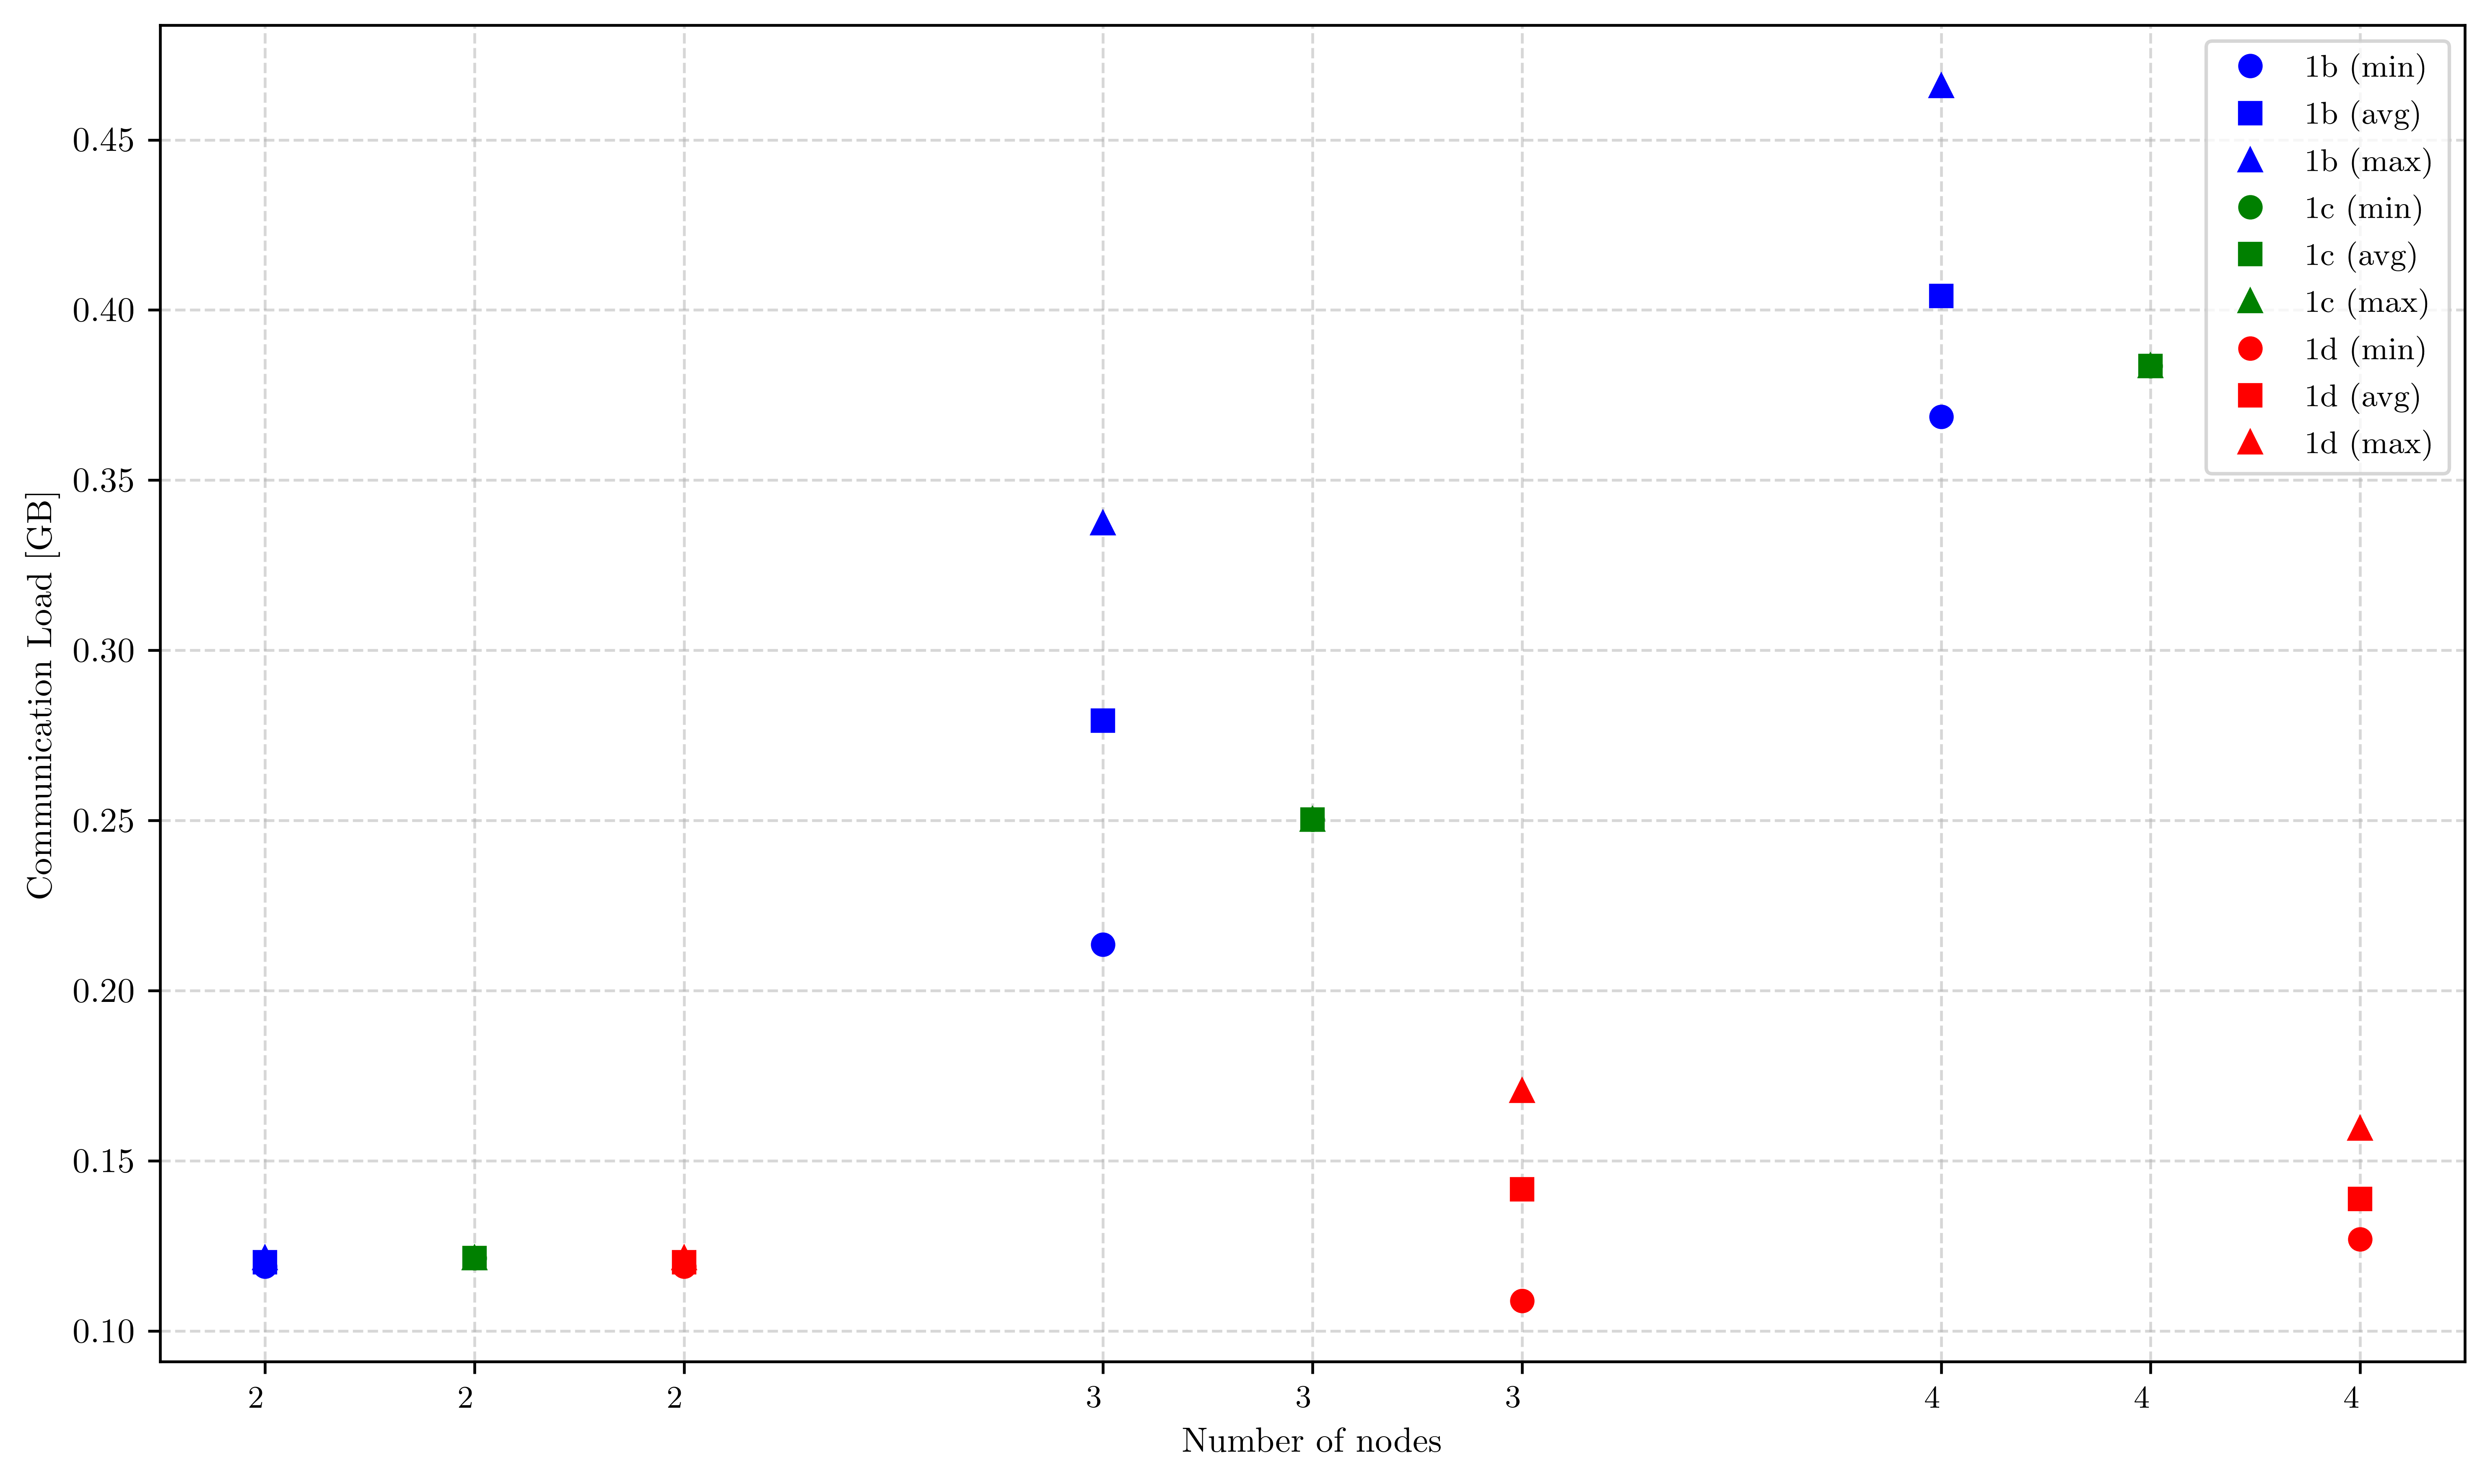 Communication Load [GB]
0.45
0.40
0.35
0.30
0.25
0.20
0.15
0.10
1b (min)
1b (avg)
1b (max)
1c (min)
1c (avg)
1c (max)
1d (min)
1d (avg)
1d (max)
2 2 2 3 3 3 4 4 4
Number of nodes